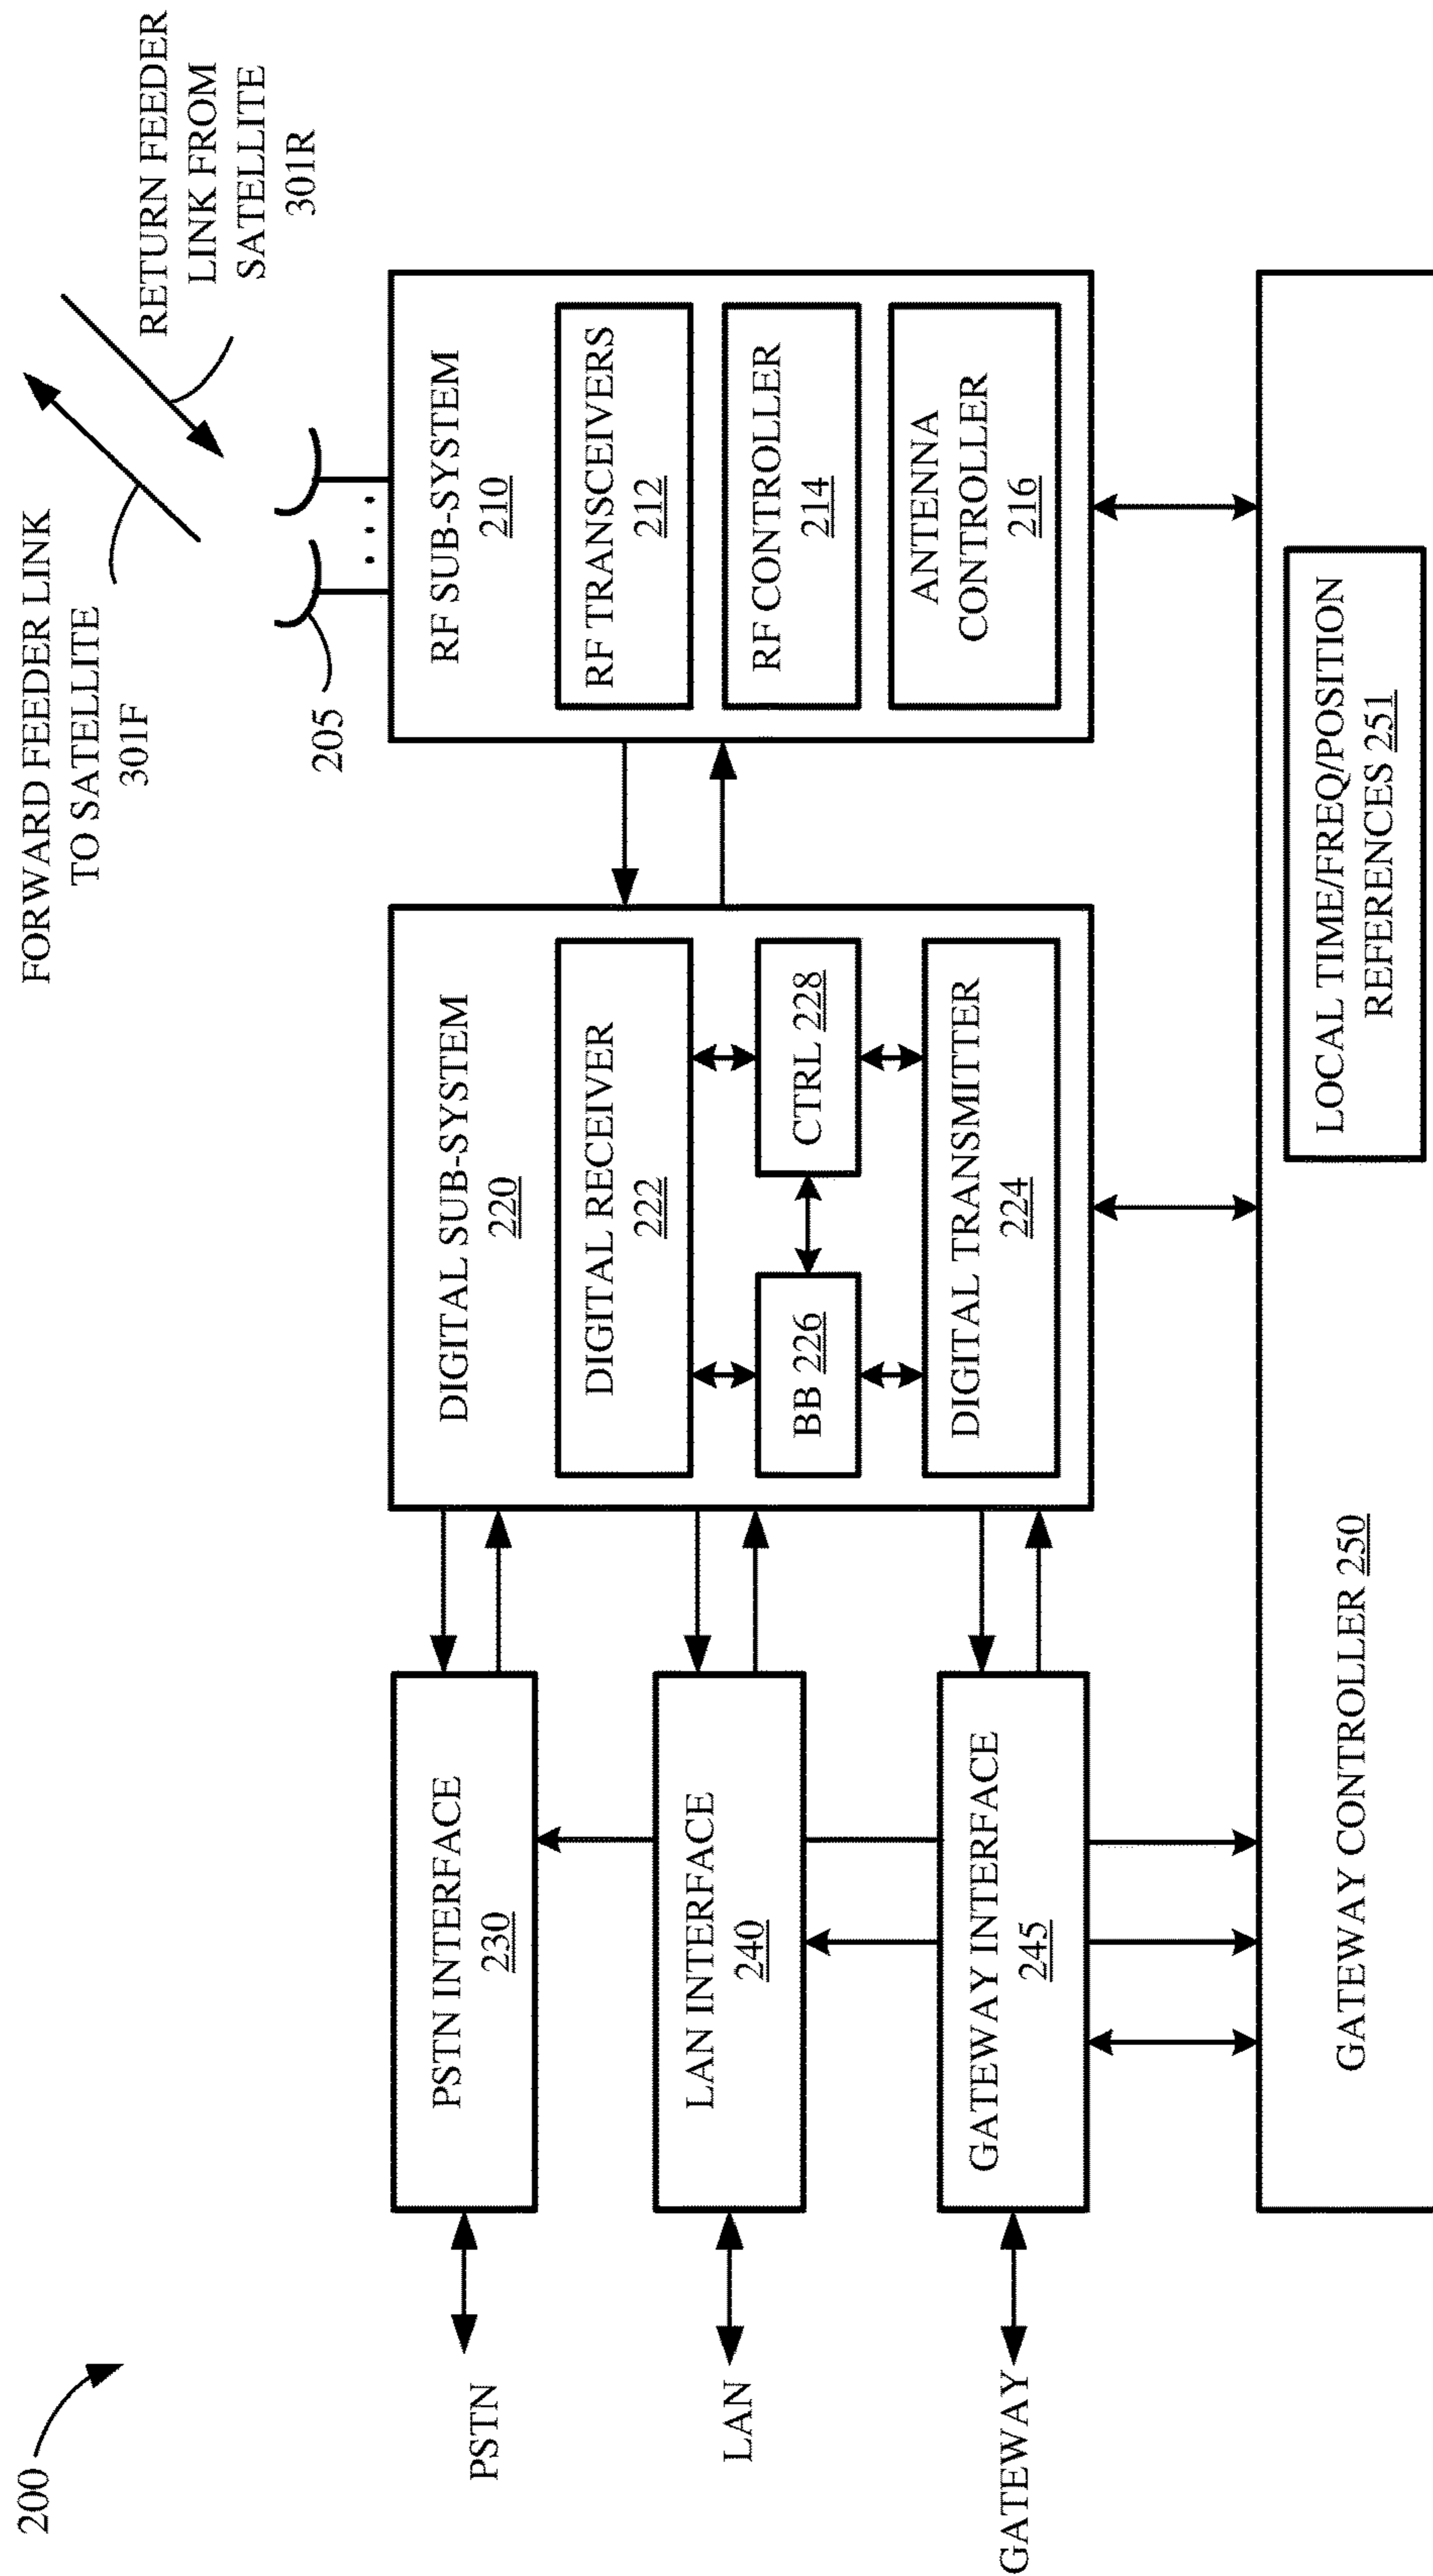 200
FORWARD FEEDER LINK
TO SATELLITE
301F
RETURN FEEDER
LINK FROM
SATELLITE
301R
205
PSTN
LAN
GATEWAY
PSTN INTERFACE
230
LAN INTERFACE
240
GATEWAY INTERFACE
245
DIGITAL SUB-SYSTEM
220
DIGITAL RECEIVER
222
BB 226
CTRL 228
DIGITAL TRANSMITTER
224
RF SUB-SYSTEM
210
RF TRANSCEIVERS
212
RF CONTROLLER
214
ANTENNA
CONTROLLER
216
GATEWAY CONTROLLER 250
LOCAL TIME/FREQ/POSITION
REFERENCES 251